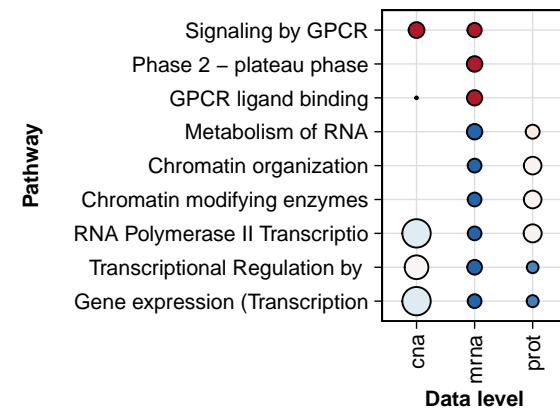 Signaling by GPCR
Phase 2 – plateau phase
GPCR ligand binding
Metabolism of RNA
Chromatin organization
Chromatin modifying enzymes
RNA Polymerase II Transcriptio
Transcriptional Regulation by
Gene expression (Transcription
Pathway
cna
mrna
prot
Data level